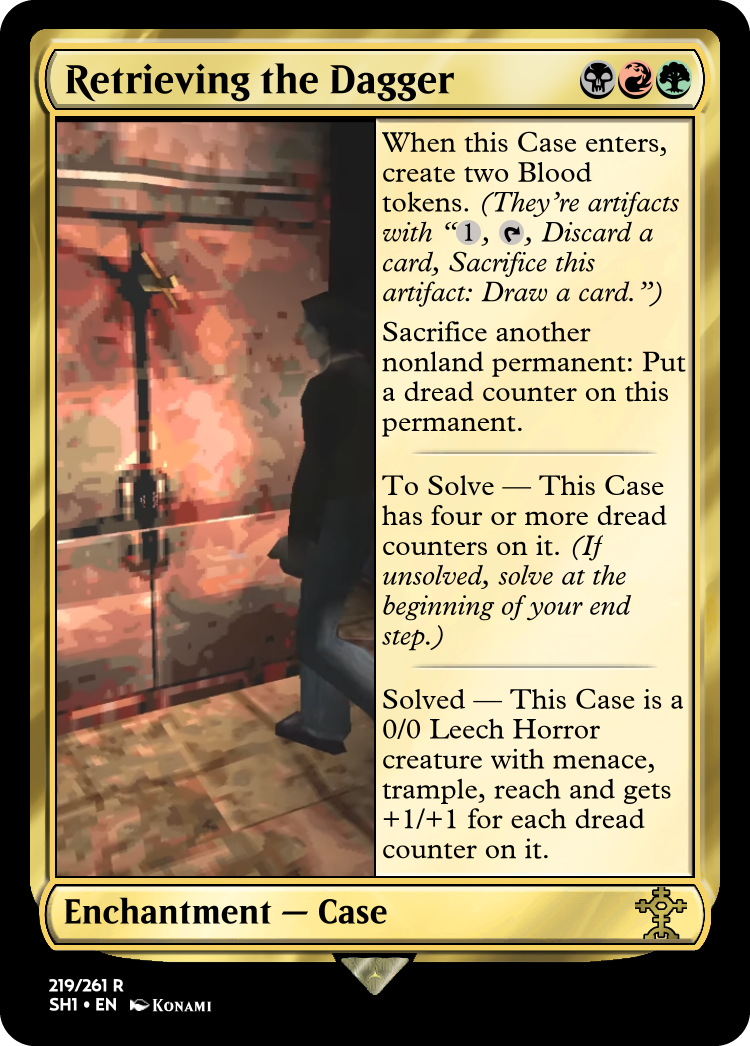 Retrieving the Dagger
When this Case enters,
create two Blood
tokens. (They're artifacts
with “1, , Discard a
card, Sacrifice this
artifact: Draw a card.”)
Sacrifice another
nonland permanent: Put
a dread counter on this
permanent.
To Solve — This Case
has four or more dread
counters on it. (If
unsolved, solve at the
beginning of your end
step.)
Solved — This Case is a
0/0 Leech Horror
creature with menace,
trample, reach and gets
+1/+1 for each dread
counter on it.
Enchantment — Case
219/261 R
SH1 • EN KONAMI